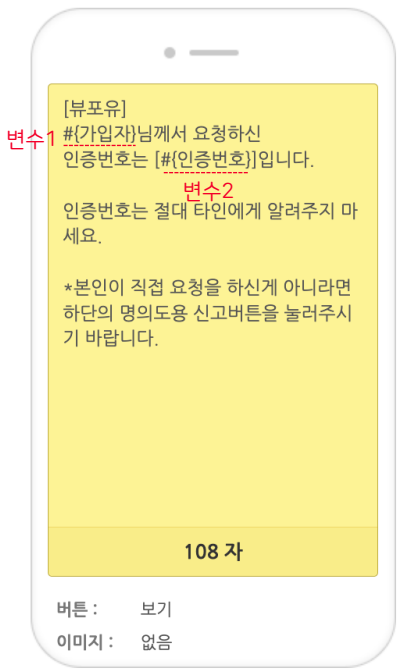 [뷰포유]
변수1 #{가입자}님께서 요청하신
인증번호는 [#{인증번호}]입니다.
변수2
인증번호는 절대 타인에게 알려주지 마
세요.
*본인이 직접 요청을 하신게 아니라면
하단의 명의도용 신고버튼을 눌러주시
기 바랍니다.
108 자
버튼 : 보기
이미지 : 없음